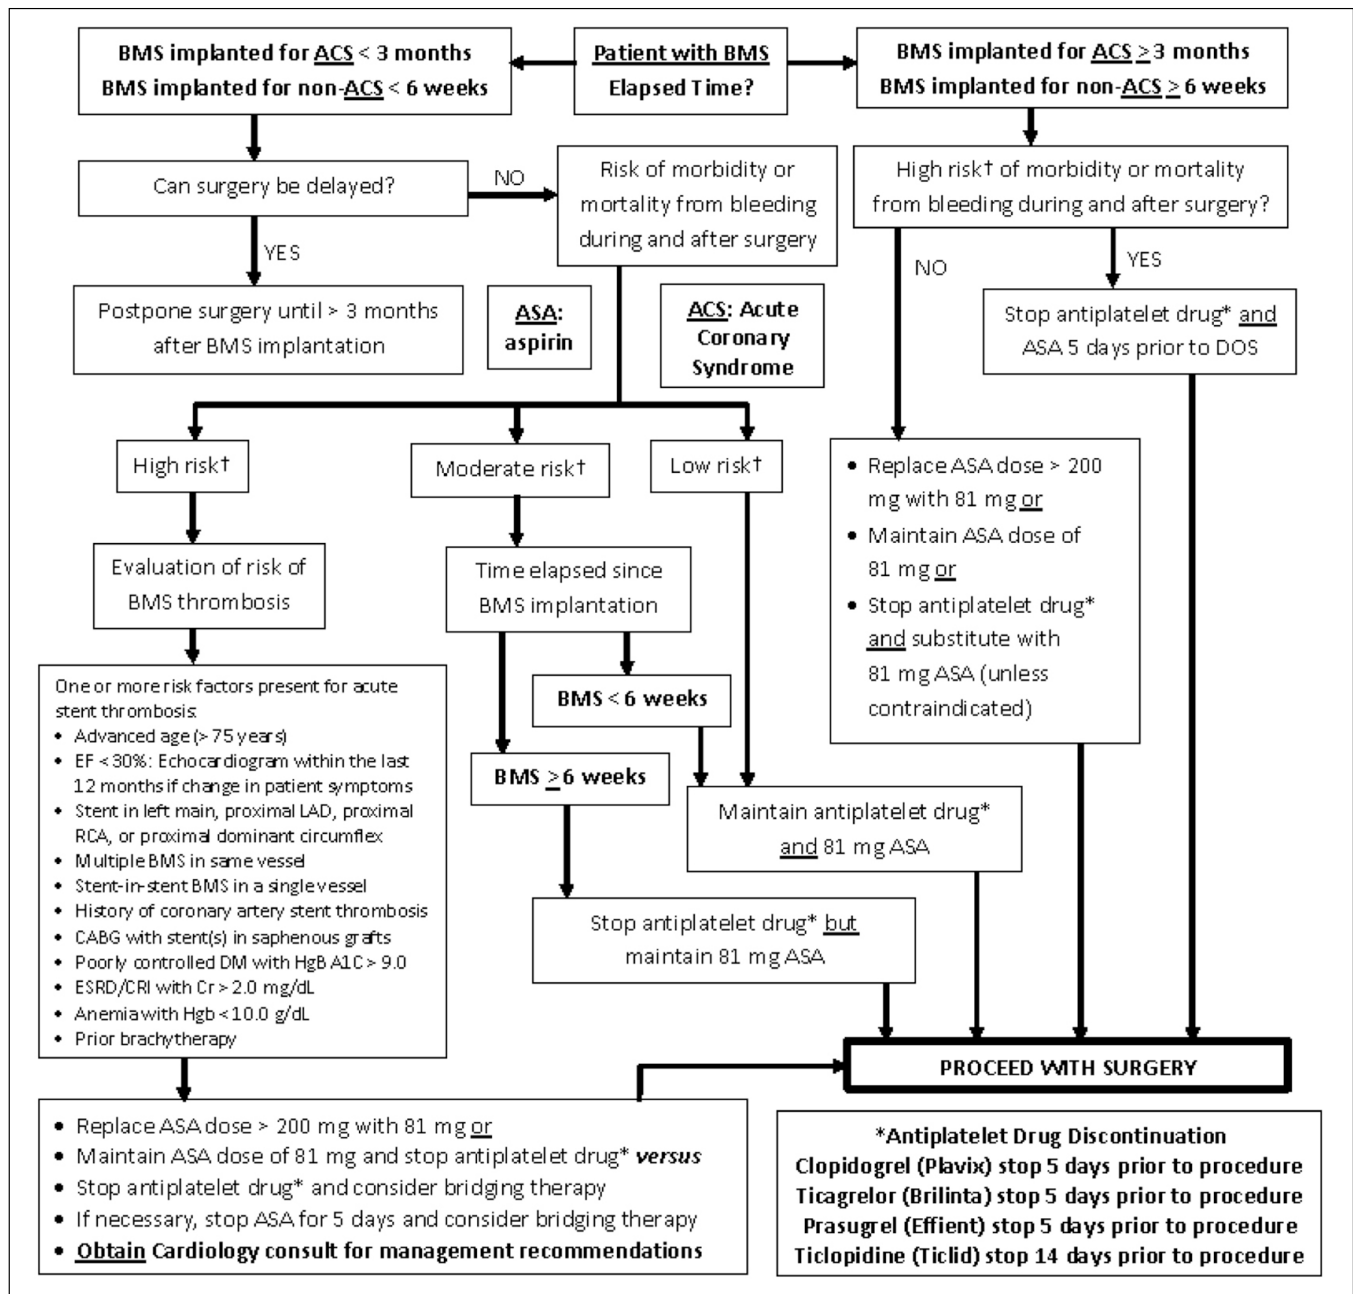 BMS implanted for ACS < 3 months
BMS implanted for non-ACS < 6 weeks
Patient with BMS
Elapsed Time?
BMS implanted for ACS ≥ 3 months
BMS implanted for non-ACS ≥ 6 weeks
Can surgery be delayed?
NO
Risk of morbidity or
mortality from bleeding
during and after surgery
High risk† of morbidity or mortality
from bleeding during and after surgery?
YES
NO
YES
Postpone surgery until > 3 months
after BMS implantation
ASA:
aspirin
ACS: Acute
Coronary
Syndrome
Stop antiplatelet drug* and
ASA 5 days prior to DOS
High risk†
Moderate risk†
Low risk†
• Replace ASA dose > 200
mg with 81 mg or
• Maintain ASA dose of
81 mg or
• Stop antiplatelet drug*
and substitute with
81 mg ASA (unless
contraindicated)
Evaluation of risk of
BMS thrombosis
Time elapsed since
BMS implantation
BMS < 6 weeks
BMS ≥ 6 weeks
One or more risk factors present for acute
stent thrombosis:
• Advanced age (> 75 years)
• EF < 30%: Echocardiogram within the last
12 months if change in patient symptoms
• Stent in left main, proximal LAD, proximal
RCA, or proximal dominant circumflex
• Multiple BMS in same vessel
• Stent-in-stent BMS in a single vessel
• History of coronary artery stent thrombosis
• CABG with stent(s) in saphenous grafts
• Poorly controlled DM with HgB A1C > 9.0
• ESRD/CRI with Cr > 2.0 mg/dL
• Anemia with Hgb < 10.0 g/dL
• Prior brachytherapy
Maintain antiplatelet drug*
and 81 mg ASA
Stop antiplatelet drug* but
maintain 81 mg ASA
PROCEED WITH SURGERY
• Replace ASA dose > 200 mg with 81 mg or
• Maintain ASA dose of 81 mg and stop antiplatelet drug* versus
• Stop antiplatelet drug* and consider bridging therapy
• If necessary, stop ASA for 5 days and consider bridging therapy
• Obtain Cardiology consult for management recommendations
*Antiplatelet Drug Discontinuation
Clopidogrel (Plavix) stop 5 days prior to procedure
Ticagrelor (Brilinta) stop 5 days prior to procedure
Prasugrel (Effient) stop 5 days prior to procedure
Ticlopidine (Ticlid) stop 14 days prior to procedure